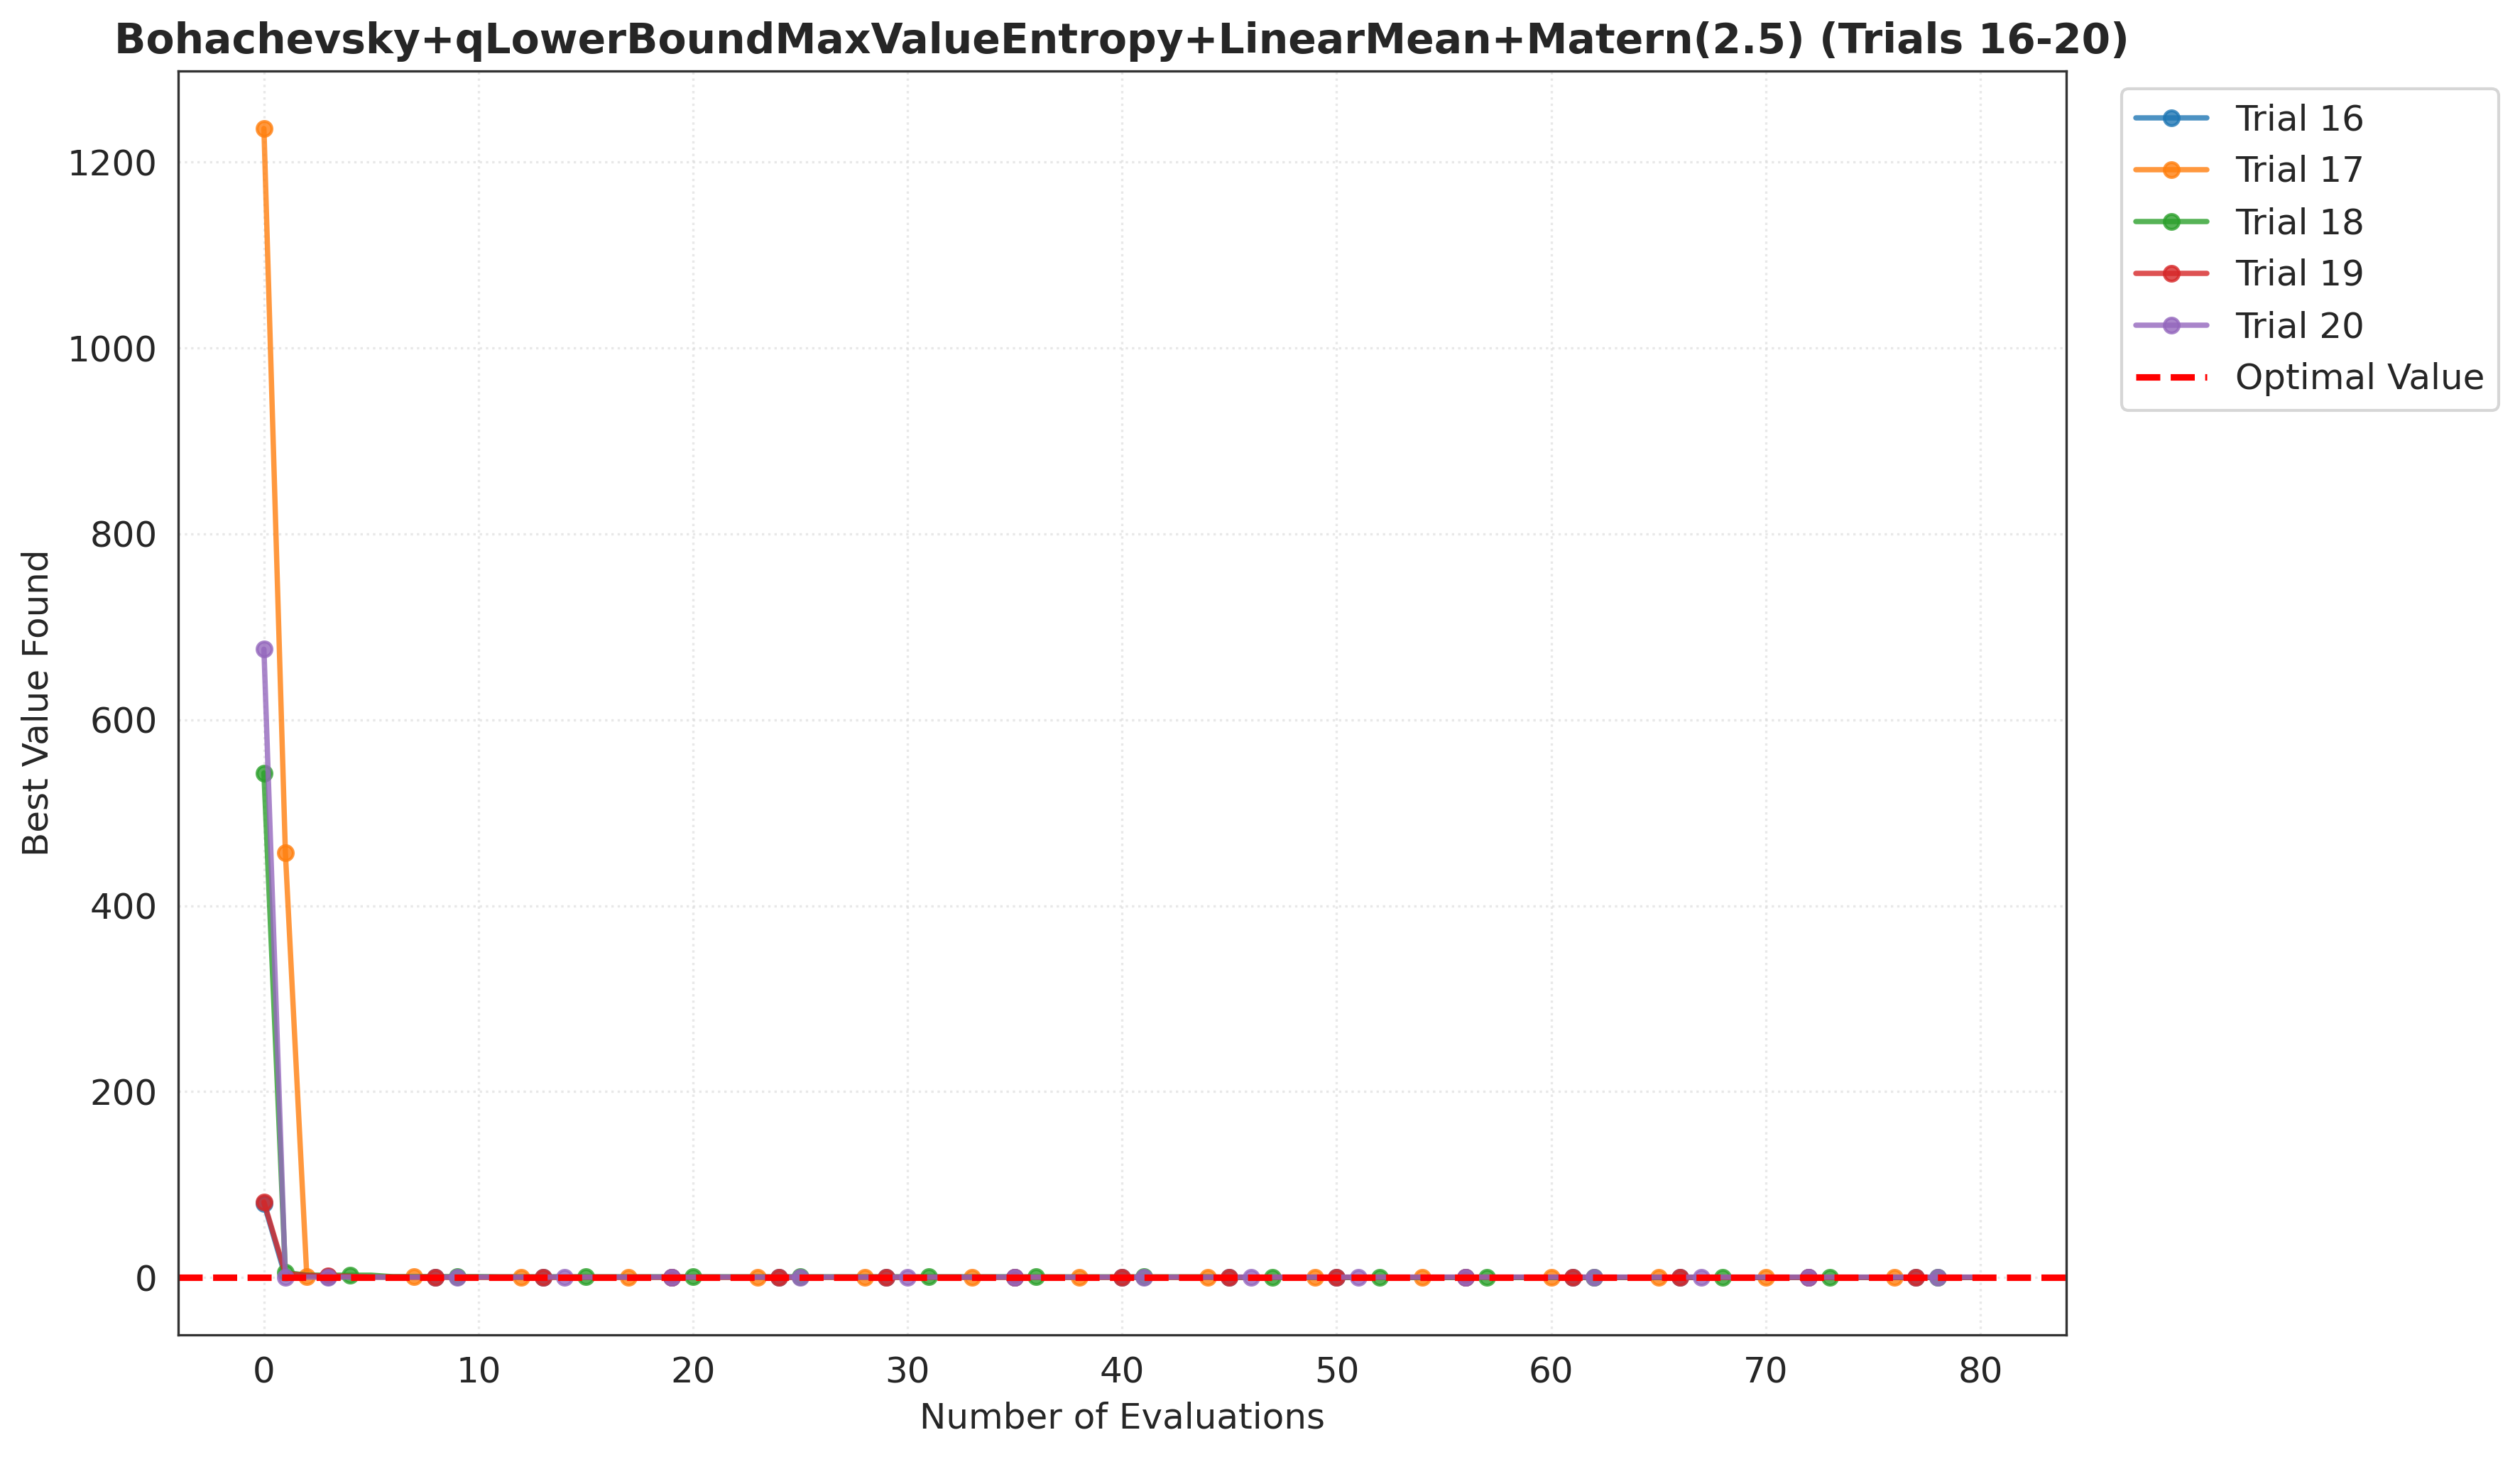 Bohachevsky+qLowerBoundMaxValueEntropy+LinearMean+Matern(2.5) (Trials 16-20)
Best Value Found
1200
1000
800
600
400
200
0
0 10 20 30 40 50 60 70 80
Number of Evaluations
Trial 16
Trial 17
Trial 18
Trial 19
Trial 20
Optimal Value